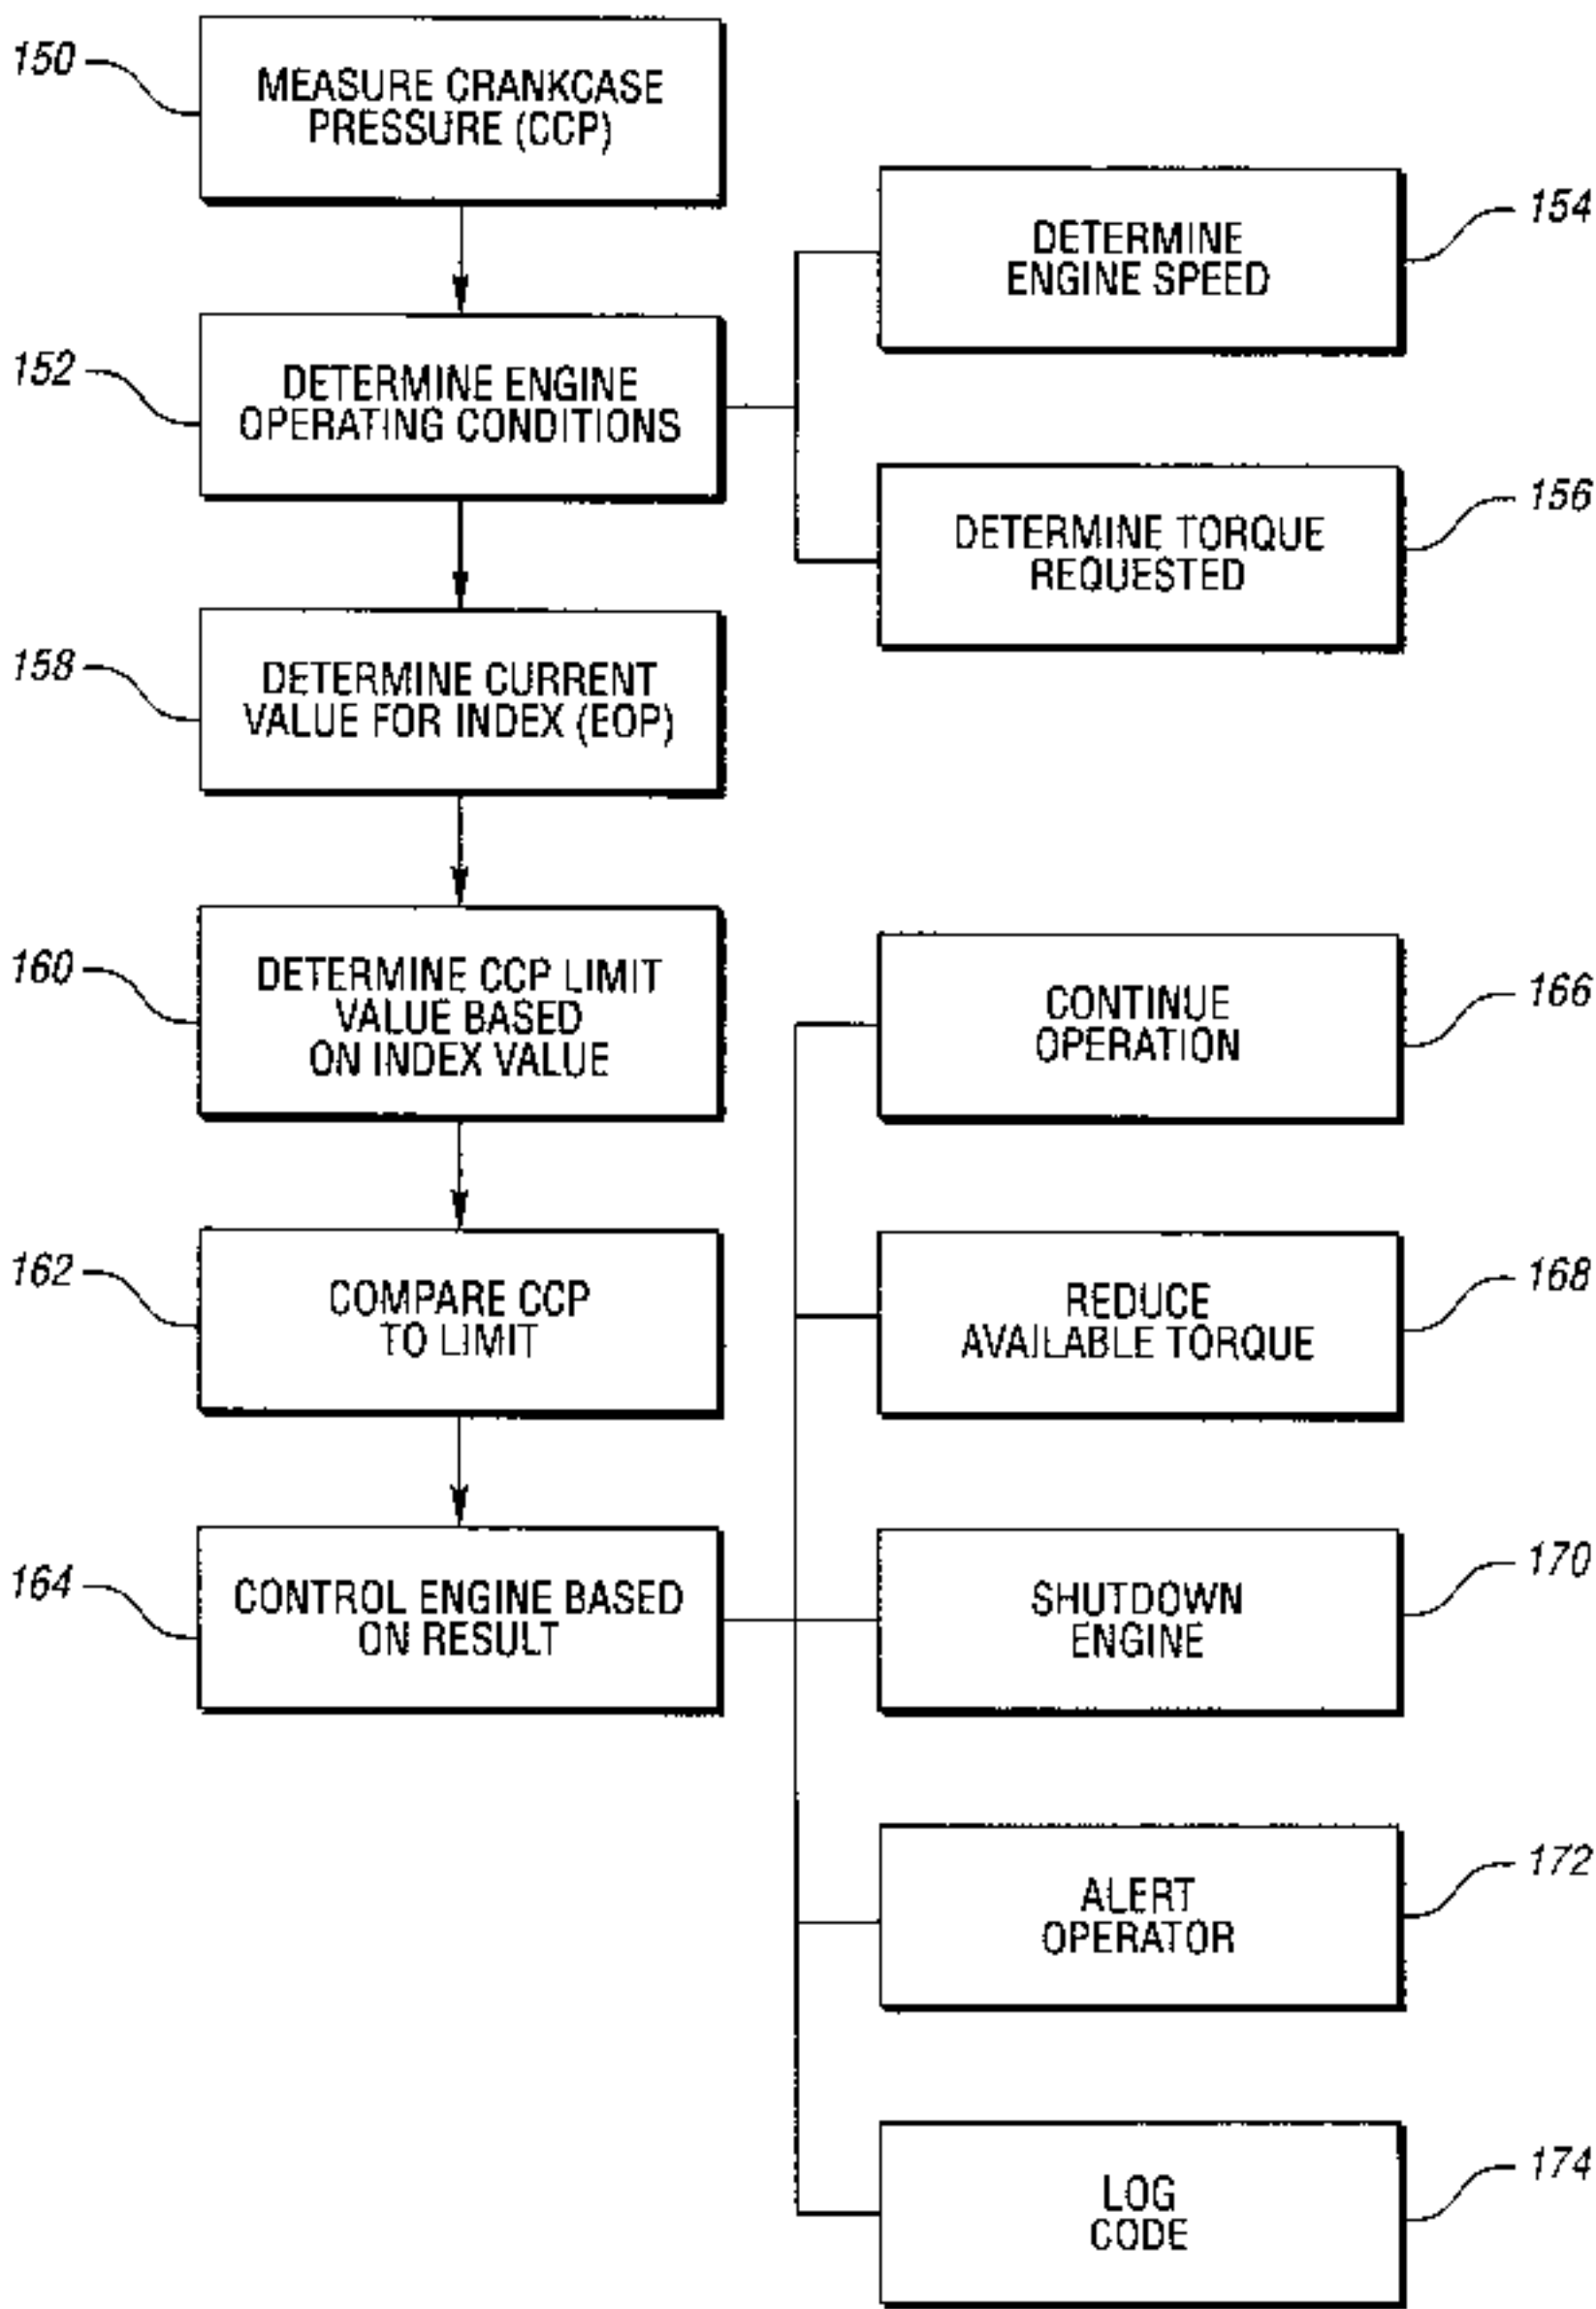 150
MEASURE CRANKCASE
PRESSURE (CCP)
154
DETERMINE
ENGINE SPEED
152
DETERMINE ENGINE
OPERATING CONDITIONS
156
DETERMINE TORQUE
REQUESTED
158
DETERMINE CURRENT
VALUE FOR INDEX (EOP)
160
DETERMINE CCP LIMIT
VALUE BASED
ON INDEX VALUE
166
CONTINUE
OPERATION
162
COMPARE CCP
TO LIMIT
168
REDUCE
AVAILABLE TORQUE
164
CONTROL ENGINE BASED
ON RESULT
170
SHUTDOWN
ENGINE
172
ALERT
OPERATOR
174
LOG
CODE